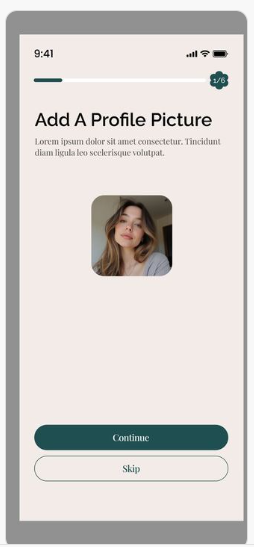 9:41
1/6
Add A Profile Picture
Lorem ipsum dolor sit amet consectetur. Tincidunt
diam ligula leo scelerisque volutpat.
Continue
Skip